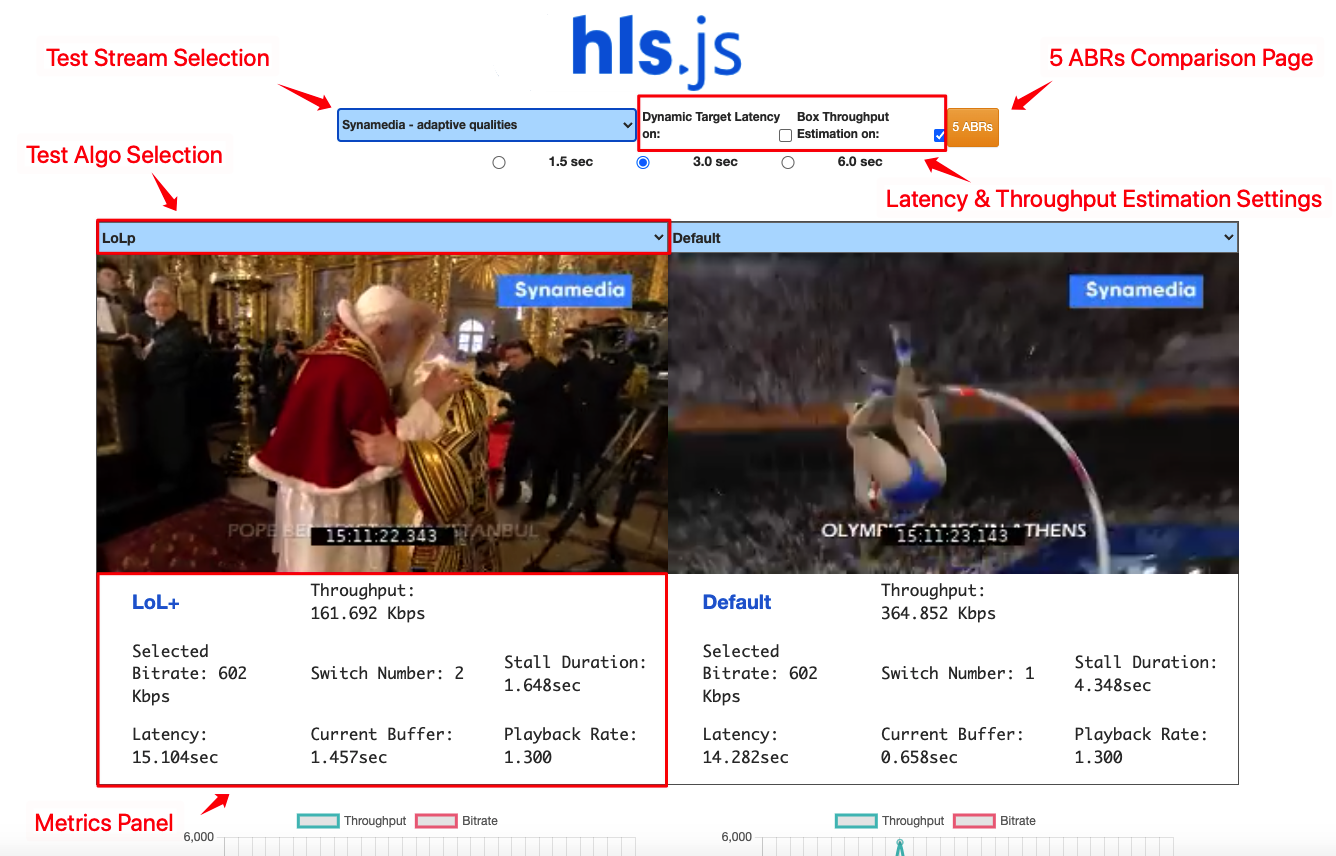 hls.js
Test Stream Selection
5 ABRs Comparison Page
Synamedia - adaptive qualities
Dynamic Target Latency on:
Box Throughput Estimation on:
5 ABRs
1.5 sec
3.0 sec
6.0 sec
Test Algo Selection
Latency & Throughput Estimation Settings
LoLp
Default
Synamedia
Synamedia
POPE
STANBUL
15:11:22.343
OLYMPIC GAMES IN ATHENS
15:11:23.143
LoL+
Throughput:
161.692 Kbps
Selected
Bitrate: 602
Kbps
Switch Number: 2
Stall Duration:
1.648sec
Latency:
15.104sec
Current Buffer:
1.457sec
Playback Rate:
1.300
Default
Throughput:
364.852 Kbps
Selected
Bitrate: 602
Kbps
Switch Number: 1
Stall Duration:
4.348sec
Latency:
14.282sec
Current Buffer:
0.658sec
Playback Rate:
1.300
Metrics Panel
Throughput
Bitrate
6,000
Throughput
Bitrate
6,000